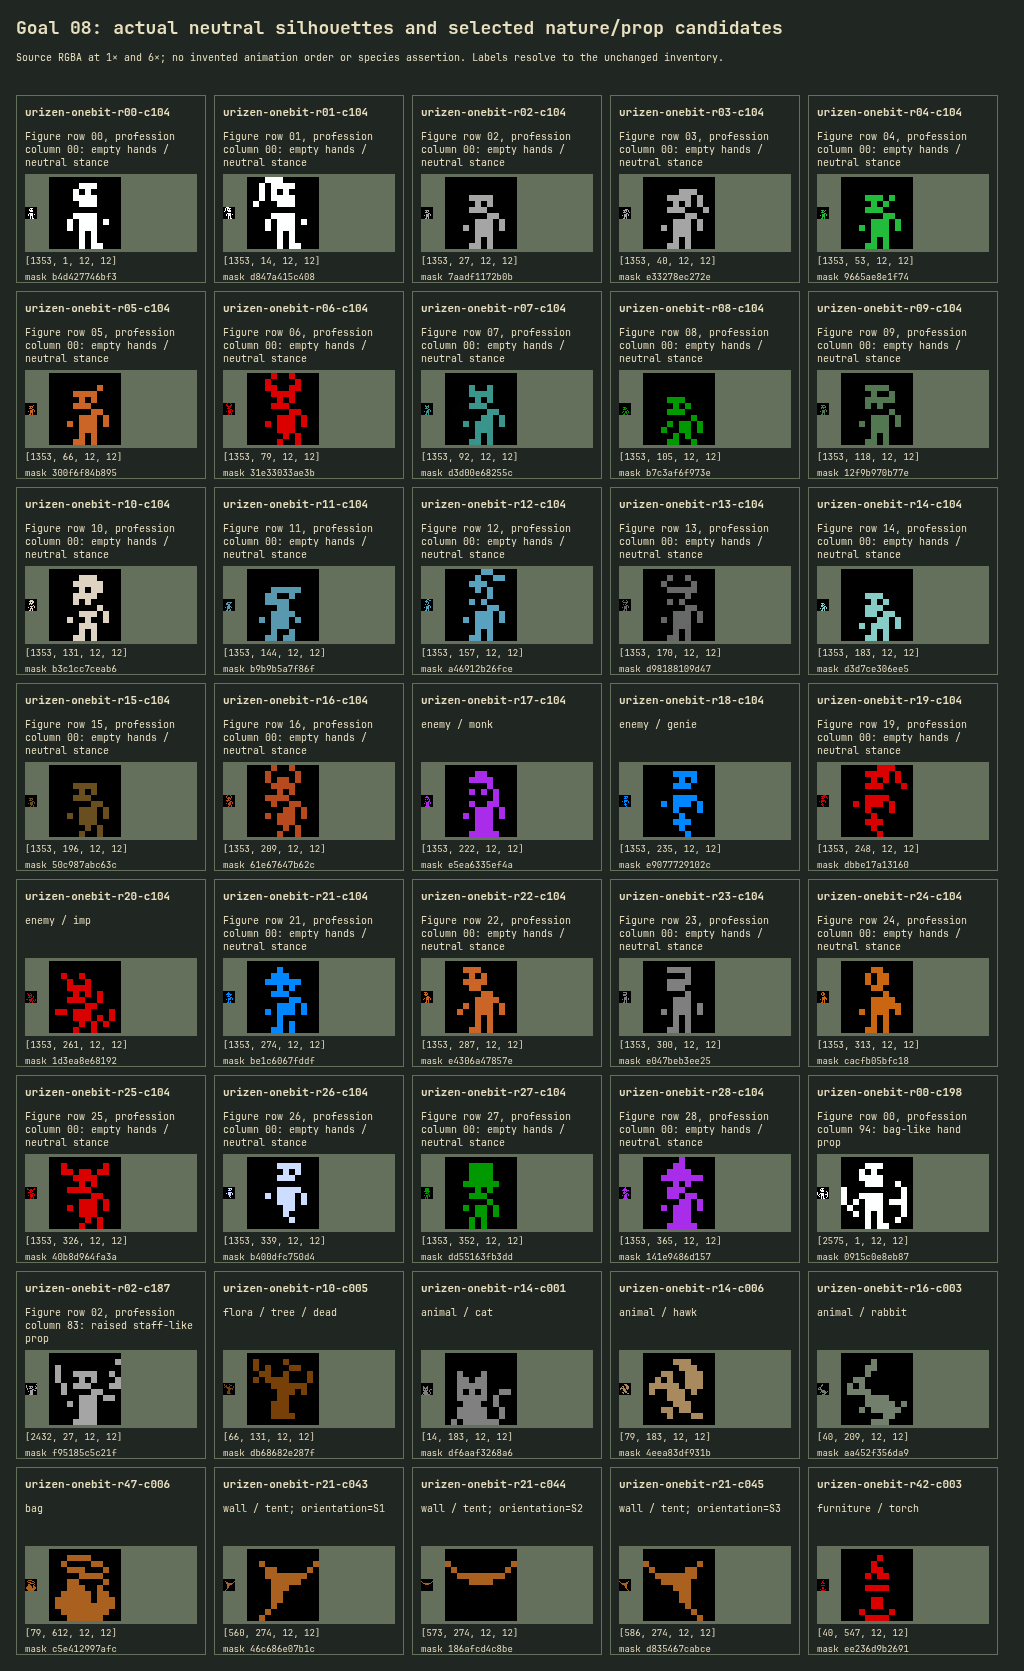 Goal 08: actual neutral silhouettes and selected nature/prop candidates
Source RGBA at 1× and 6×; no invented animation order or species assertion. Labels resolve to the unchanged inventory.
urizen-onebit-r00-c104
Figure row 00, profession
column 00: empty hands /
neutral stance
[1353, 1, 12, 12]
mask b4d427746bf3
urizen-onebit-r01-c104
Figure row 01, profession
column 00: empty hands /
neutral stance
[1353, 14, 12, 12]
mask d847a415c408
urizen-onebit-r02-c104
Figure row 02, profession
column 00: empty hands /
neutral stance
[1353, 27, 12, 12]
mask 7aadf1172b0b
urizen-onebit-r03-c104
Figure row 03, profession
column 00: empty hands /
neutral stance
[1353, 40, 12, 12]
mask e33278ec272e
urizen-onebit-r04-c104
Figure row 04, profession
column 00: empty hands /
neutral stance
[1353, 53, 12, 12]
mask 9665ae8e1f74
urizen-onebit-r05-c104
Figure row 05, profession
column 00: empty hands /
neutral stance
[1353, 66, 12, 12]
mask 300f6f84b895
urizen-onebit-r06-c104
Figure row 06, profession
column 00: empty hands /
neutral stance
[1353, 79, 12, 12]
mask 31e33033ae3b
urizen-onebit-r07-c104
Figure row 07, profession
column 00: empty hands /
neutral stance
[1353, 92, 12, 12]
mask d3d00e68255c
urizen-onebit-r08-c104
Figure row 08, profession
column 00: empty hands /
neutral stance
[1353, 105, 12, 12]
mask b7c3af6f973e
urizen-onebit-r09-c104
Figure row 09, profession
column 00: empty hands /
neutral stance
[1353, 118, 12, 12]
mask 12f9b970b77e
urizen-onebit-r10-c104
Figure row 10, profession
column 00: empty hands /
neutral stance
[1353, 131, 12, 12]
mask b3c1cc7ceab6
urizen-onebit-r11-c104
Figure row 11, profession
column 00: empty hands /
neutral stance
[1353, 144, 12, 12]
mask b9b9b5a7f86f
urizen-onebit-r12-c104
Figure row 12, profession
column 00: empty hands /
neutral stance
[1353, 157, 12, 12]
mask a46912b26fce
urizen-onebit-r13-c104
Figure row 13, profession
column 00: empty hands /
neutral stance
[1353, 170, 12, 12]
mask d98188109d47
urizen-onebit-r14-c104
Figure row 14, profession
column 00: empty hands /
neutral stance
[1353, 183, 12, 12]
mask d3d7ce306ee5
urizen-onebit-r15-c104
Figure row 15, profession
column 00: empty hands /
neutral stance
[1353, 196, 12, 12]
mask 50c987abc63c
urizen-onebit-r16-c104
Figure row 16, profession
column 00: empty hands /
neutral stance
[1353, 209, 12, 12]
mask 61e67647b62c
urizen-onebit-r17-c104
enemy / monk
[1353, 222, 12, 12]
mask e5ea6335ef4a
urizen-onebit-r18-c104
enemy / genie
[1353, 235, 12, 12]
mask e9077729102c
urizen-onebit-r19-c104
Figure row 19, profession
column 00: empty hands /
neutral stance
[1353, 248, 12, 12]
mask dbbe17a13160
urizen-onebit-r20-c104
enemy / imp
[1353, 261, 12, 12]
mask 1d3ea8e68192
urizen-onebit-r21-c104
Figure row 21, profession
column 00: empty hands /
neutral stance
[1353, 274, 12, 12]
mask be1c6067fddf
urizen-onebit-r22-c104
Figure row 22, profession
column 00: empty hands /
neutral stance
[1353, 287, 12, 12]
mask e4306a47857e
urizen-onebit-r23-c104
Figure row 23, profession
column 00: empty hands /
neutral stance
[1353, 300, 12, 12]
mask e047beb3ee25
urizen-onebit-r24-c104
Figure row 24, profession
column 00: empty hands /
neutral stance
[1353, 313, 12, 12]
mask cacfb05bfc18
urizen-onebit-r25-c104
Figure row 25, profession
column 00: empty hands /
neutral stance
[1353, 326, 12, 12]
mask 40b8d964fa3a
urizen-onebit-r26-c104
Figure row 26, profession
column 00: empty hands /
neutral stance
[1353, 339, 12, 12]
mask b400dfc750d4
urizen-onebit-r27-c104
Figure row 27, profession
column 00: empty hands /
neutral stance
[1353, 352, 12, 12]
mask dd55163fb3dd
urizen-onebit-r28-c104
Figure row 28, profession
column 00: empty hands /
neutral stance
[1353, 365, 12, 12]
mask 141e9486d157
urizen-onebit-r00-c198
Figure row 00, profession
column 94: bag-like hand
prop
[2575, 1, 12, 12]
mask 0915c0e8eb87
urizen-onebit-r02-c187
Figure row 02, profession
column 83: raised staff-like
prop
[2432, 27, 12, 12]
mask f95185c5c21f
urizen-onebit-r10-c005
flora / tree / dead
[66, 131, 12, 12]
mask db68682e287f
urizen-onebit-r14-c001
animal / cat
[14, 183, 12, 12]
mask df6aaf3268a6
urizen-onebit-r14-c006
animal / hawk
[79, 183, 12, 12]
mask 4eea83df931b
urizen-onebit-r16-c003
animal / rabbit
[40, 209, 12, 12]
mask aa452f356da9
urizen-onebit-r47-c006
bag
[79, 612, 12, 12]
mask c5e412997afc
urizen-onebit-r21-c043
wall / tent; orientation=S1
[560, 274, 12, 12]
mask 46c686e07b1c
urizen-onebit-r21-c044
wall / tent; orientation=S2
[573, 274, 12, 12]
mask 186afcd4c8be
urizen-onebit-r21-c045
wall / tent; orientation=S3
[586, 274, 12, 12]
mask d835467cabce
urizen-onebit-r42-c003
furniture / torch
[40, 547, 12, 12]
mask ee236d9b2691